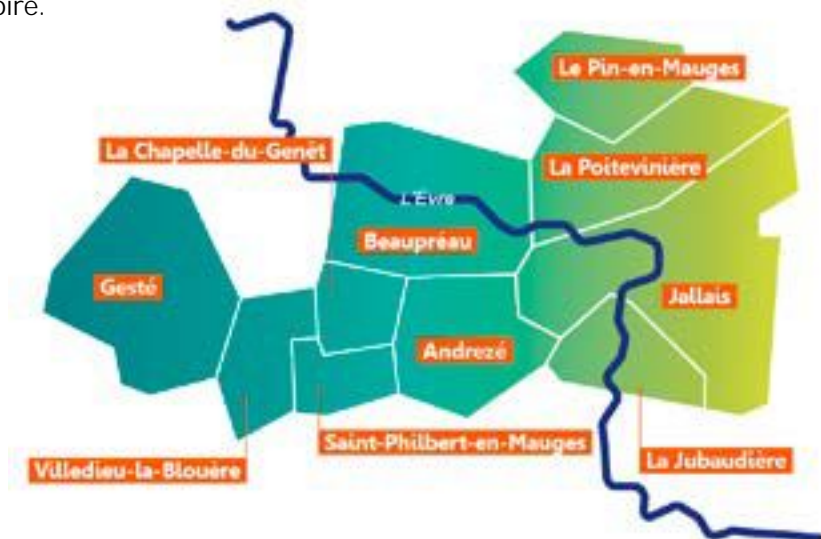 oire.
Le Pin-en-Mauges
La Chapelle-du-Genêt
La Poitevinière
L'Èvre
Beaupréau
Gesté
Jallais
Andrezé
Saint-Philbert-en-Mauges
La Jubaudière
Villedieu-la-Blouère